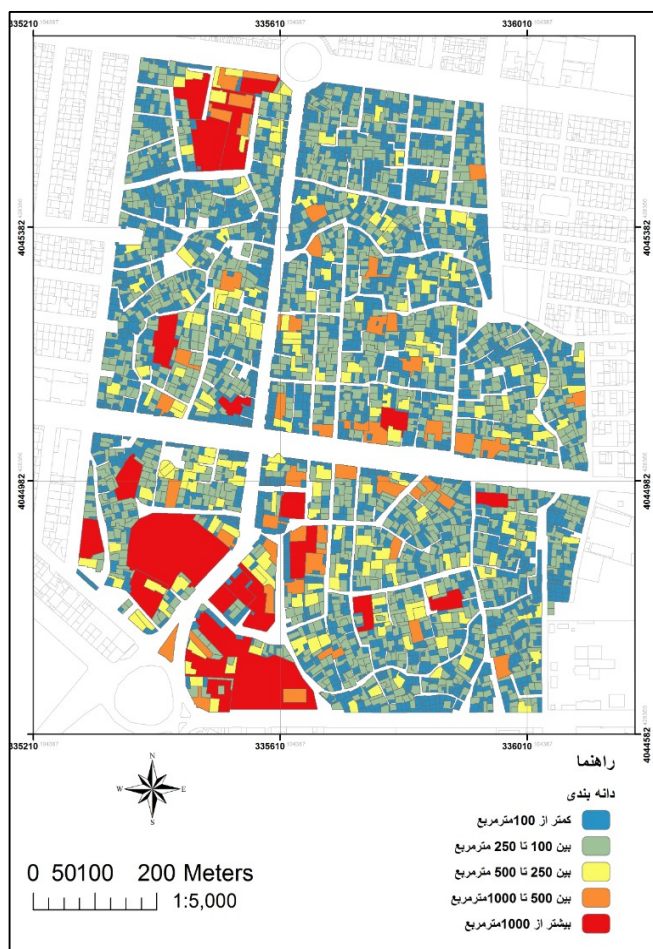 335210 335610 336010
4045382 4045382
4044982 4044982
4044582
335210 335610 336010
راهنما
دانه بندی
کمتر از 100مترمربع
بین 100 تا 250 مترمربع
بین 250 تا 500 مترمربع
بین 500 تا 1000مترمربع
بیشتر از 1000مترمربع
N
W E
S
0 50100 200 Meters
1:5,000